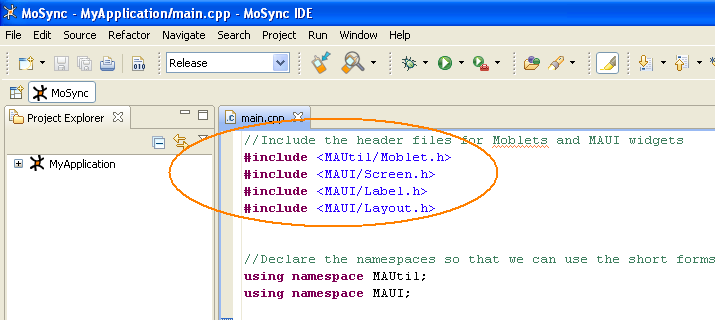 MoSync - MyApplication/main.cpp - MoSync IDE
File Edit Source Refactor Navigate Search Project Run Window Help
Release
MoSync
Project Explorer
main.cpp
MyApplication
//Include the header files for Moblets and MAUI widgets
#include <MAUtil/Moblet.h>
#include <MAUI/Screen.h>
#include <MAUI/Label.h>
#include <MAUI/Layout.h>
//Declare the namespaces so that we can use the short forms
using namespace MAUtil;
using namespace MAUI;